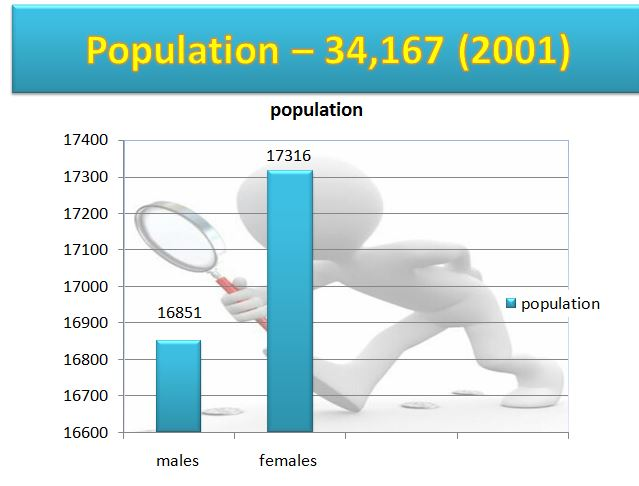 Population – 34,167 (2001)
population
17400
17300
17200
17100
17000
16900
16800
16700
16600
17316
16851
population
males
females